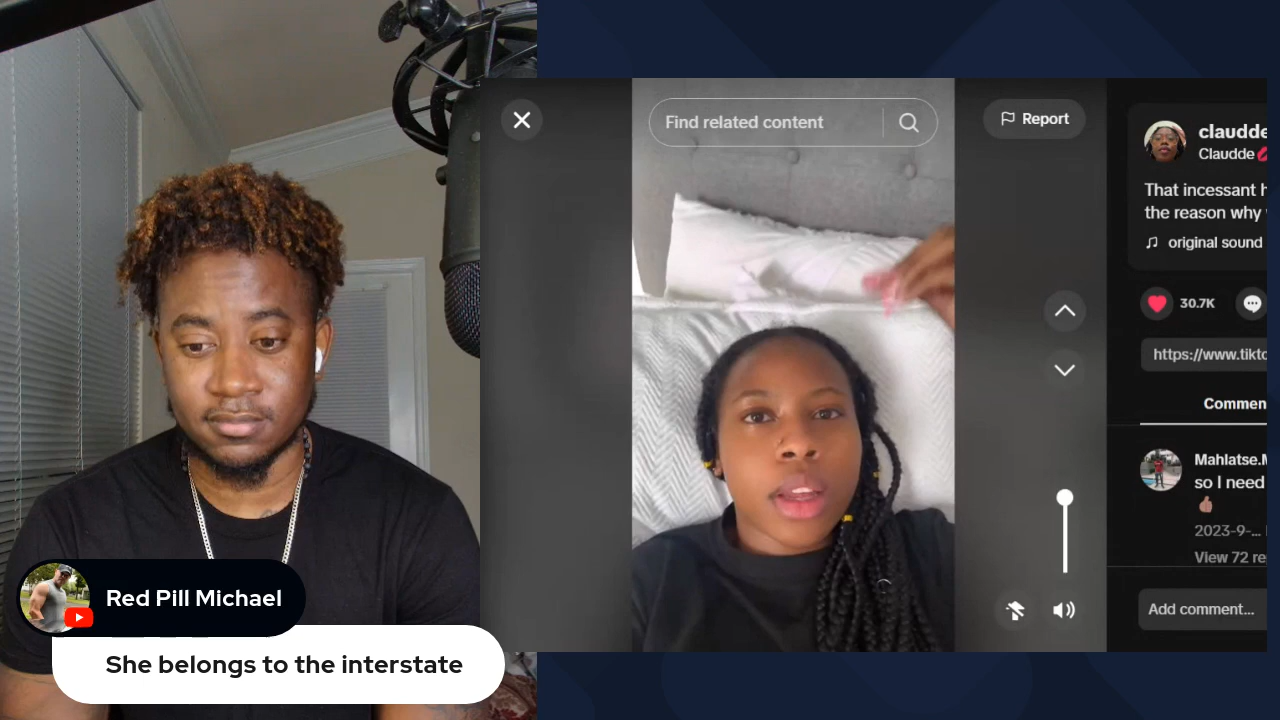 Find related content
Report
claudde
Claudde
That incessant h
the reason why
original sound
30.7K
https://www.tikto
Commen
Mahlatse.M
so I need
2023-9-...
View 72 re
Add comment...
Red Pill Michael
She belongs to the interstate